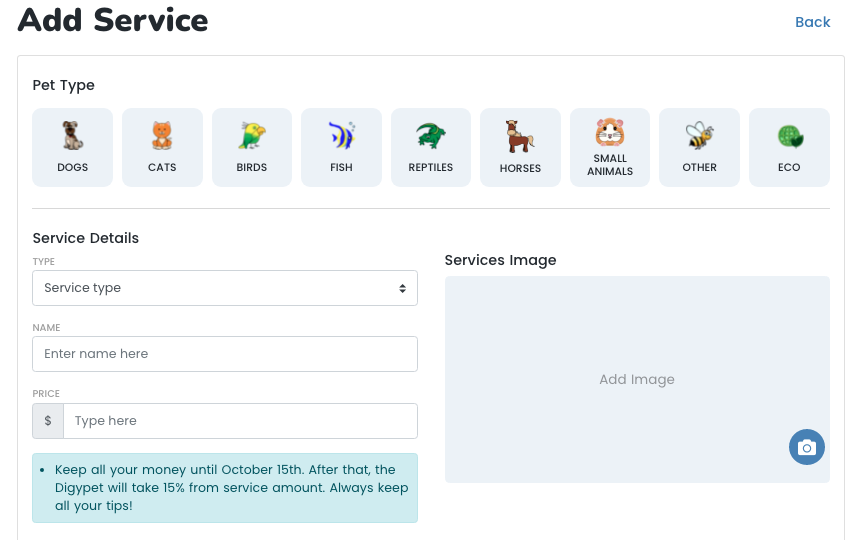 Add Service
Back
Pet Type
DOGS
CATS
BIRDS
FISH
REPTILES
HORSES
SMALL
ANIMALS
OTHER
ECO
Service Details
TYPE
Service type
NAME
Enter name here
PRICE
$ Type here
• Keep all your money until October 15th. After that, the
Digypet will take 15% from service amount. Always keep
all your tips!
Services Image
Add Image